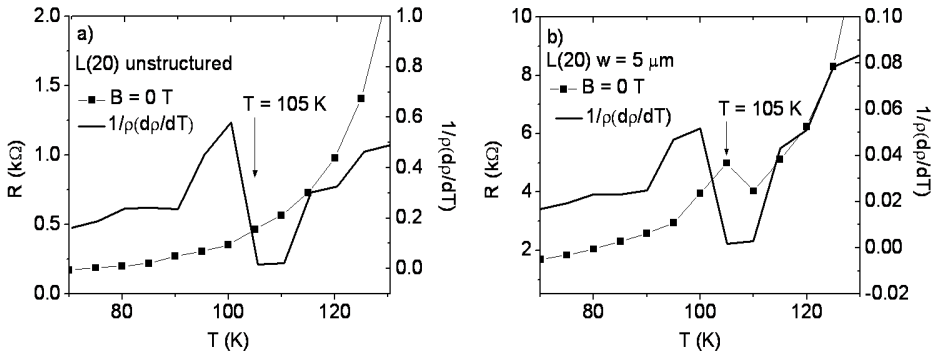 a)
L(20) unstructured
B = 0 T
1/ρ(dρ/dT)
T = 105 K
R (kΩ)
2.0
1.5
1.0
0.5
0.0
1.0
0.8
0.6
0.4
0.2
0.0
1/ρ(dρ/dT)
80
100
120
T (K)
b)
L(20) w = 5 μm
B = 0 T
1/ρ(dρ/dT)
T = 105 K
R (kΩ)
10
8
6
4
2
0.10
0.08
0.06
0.04
0.02
0.00
-0.02
1/ρ(dρ/dT)
80
100
120
T (K)